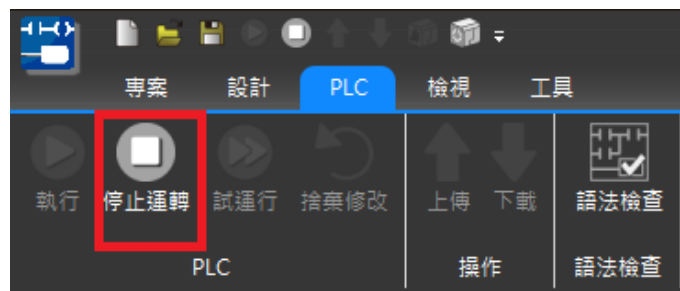 專案 設計 PLC 檢視 工具
執行 停止運轉 試運行 捨棄修改 上傳 下載 語法檢查
PLC 操作 語法檢查